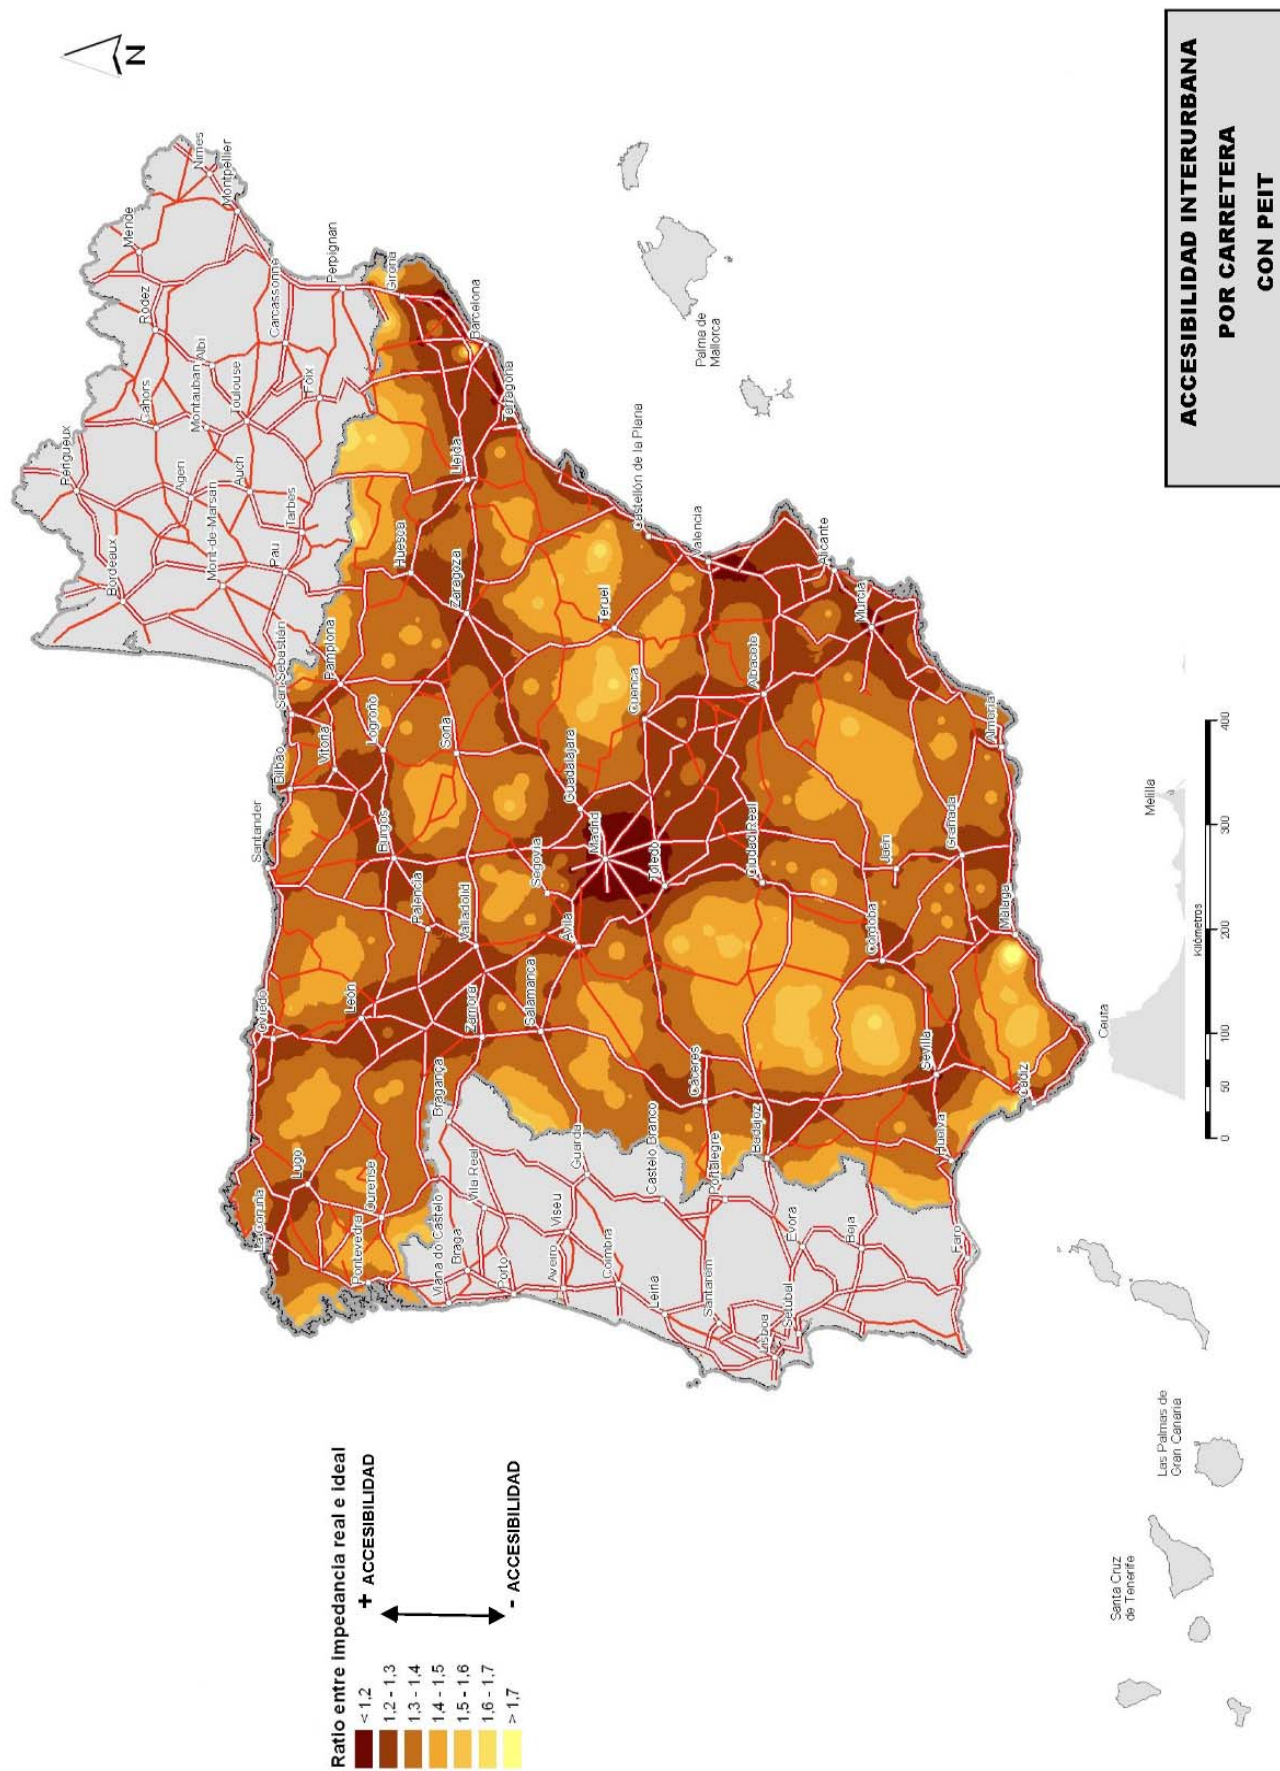 N
ACCESIBILIDAD INTERURBANA
POR CARRETERA
CON PEIT
Ratio entre impedancia real e ideal
< 1,2
1,2 - 1,3
1,3 - 1,4
1,4 - 1,5
1,5 - 1,6
1,6 - 1,7
> 1,7
+ ACCESIBILIDAD
- ACCESIBILIDAD
Périgueux
Bordeaux
Cahors
Rodez
Mende
Nimes
Montpellier
Agen
Montauban
Albi
Mont-de-Marsan
Auch
Toulouse
Carcassonne
Pau
Tarbes
Foix
Perpignan
La Coruña
Lugo
Oviedo
Santander
Bilbao
San Sebastián
Vitoria
Pamplona
Pontevedra
Ourense
León
Burgos
Logroño
Huesca
Girona
Viana do Castelo
Bragança
Palencia
Braga
Vila Real
Zamora
Valladolid
Soria
Zaragoza
Lleida
Barcelona
Porto
Salamanca
Segovia
Tarragona
Aveiro
Viseu
Guarda
Ávila
Guadalajara
Coimbra
Madrid
Teruel
Leiria
Castelo Branco
Toledo
Cuenca
Castellón de la Plana
Palma de
Mallorca
Santarem
Portalegre
Cáceres
Valencia
Lisboa
Setúbal
Evora
Badajoz
Ciudad Real
Albacete
Beja
Alicante
Córdoba
Jaén
Murcia
Faro
Huelva
Sevilla
Granada
Almería
Cádiz
Málaga
Ceuta
Melilla
Kilómetros
0
50
100
200
300
400
Santa Cruz
de Tenerife
Las Palmas de
Gran Canaria